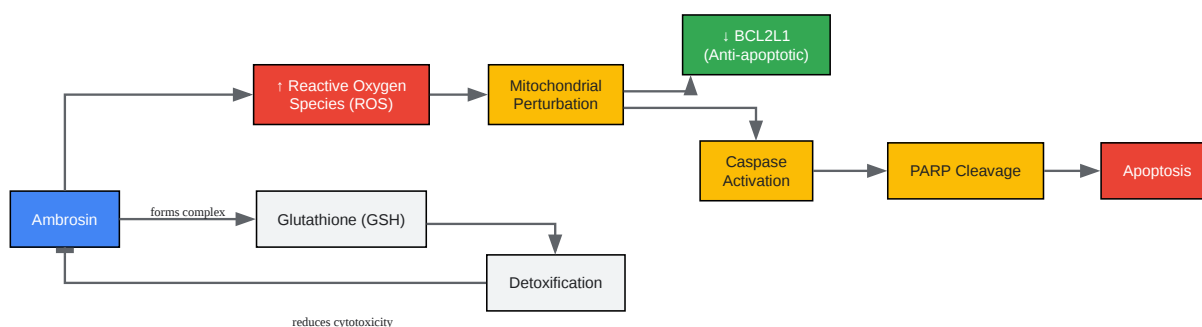 ↓ BCL2L1
(Anti-apoptotic)
↑ Reactive Oxygen
Species (ROS)
Mitochondrial
Perturbation
Caspase
Activation
PARP Cleavage
Apoptosis
Ambrosin
forms complex
Glutathione (GSH)
Detoxification
reduces cytotoxicity